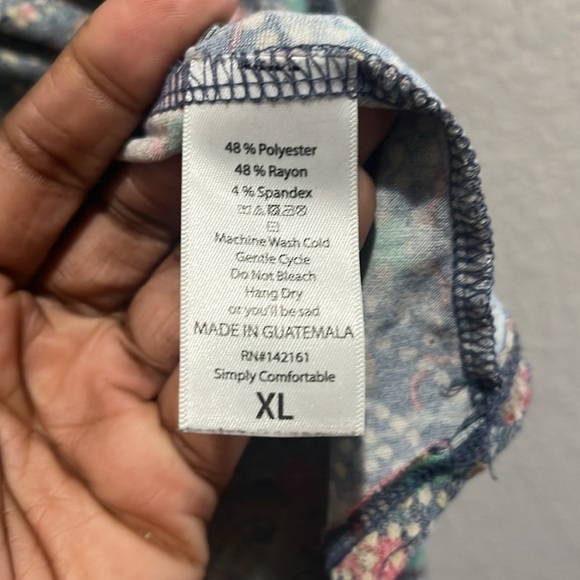 48 % Polyester
48 % Rayon
4 % Spandex
Machine Wash Cold
Gentle Cycle
Do Not Bleach
Hang Dry
or you'll be sad
MADE IN GUATEMALA
RN#142161
Simply Comfortable
XL